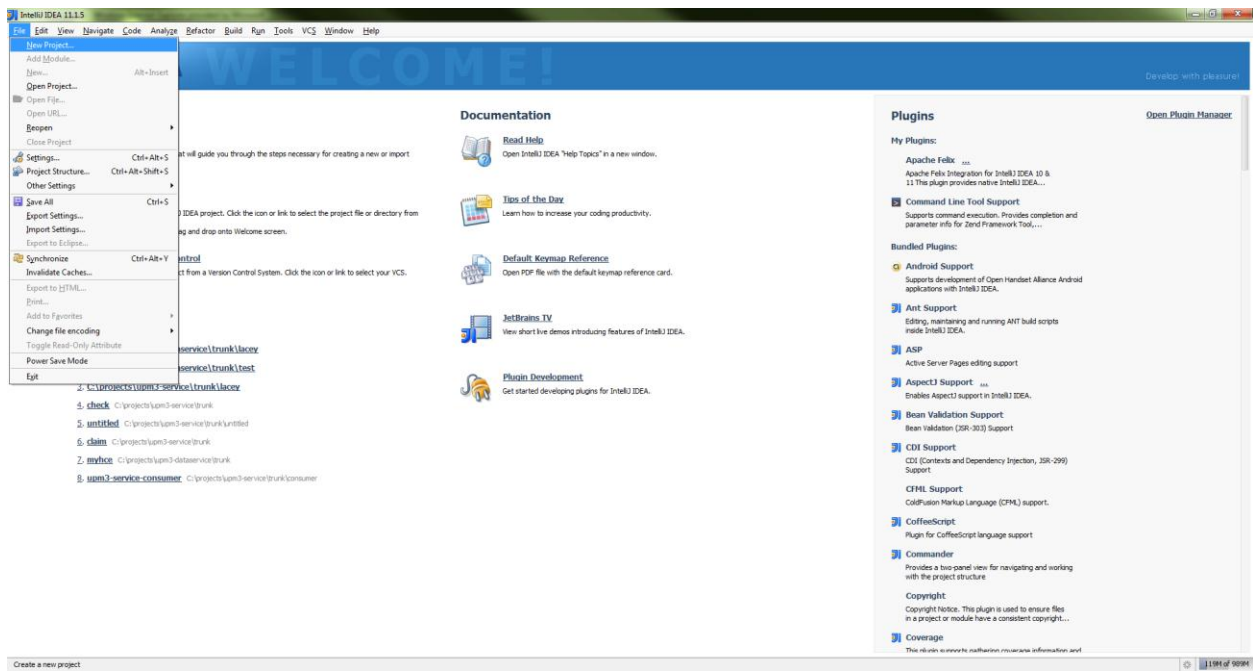 IntelliJ IDEA 11.1.5
File Edit View Navigate Code Analyze Refactor Build Run Tools VCS Window Help
WELCOME!
Develop with pleasure!
New Project...
Add Module...
New... Alt+Insert
Open Project...
Open File...
Open URL...
Reopen
Close Project
Settings... Ctrl+Alt+S
Project Structure... Ctrl+Alt+Shift+S
Other Settings
Save All Ctrl+S
Export Settings...
Import Settings...
Export to Eclipse...
Synchronize Ctrl+Alt+Y
Invalidate Caches...
Export to HTML...
Print...
Add to Favorites
Change file encoding
Toggle Read-Only Attribute
Power Save Mode
Exit
at will guide you through the steps necessary for creating a new or import
IDEA project. Click the icon or link to select the project file or directory from
ag and drop onto Welcome screen.
ntrol
ct from a Version Control System. Click the icon or link to select your VCS.
service\trunk\lacey
service\trunk\test
3. C:\projects\upm3-service\trunk\lacey
4. check C:\projects\upm3-service\trunk
5. untitled C:\projects\upm3-service\trunk\untitled
6. claim C:\projects\upm3-service\trunk
7. myhce C:\projects\upm3-dataservice\trunk
8. upm3-service-consumer C:\projects\upm3-service\trunk\consumer
Documentation
Read Help
Open IntelliJ IDEA "Help Topics" in a new window.
Tips of the Day
Learn how to increase your coding productivity.
Default Keymap Reference
Open PDF file with the default keymap reference card.
JetBrains TV
View short live demos introducing features of IntelliJ IDEA.
Plugin Development
Get started developing plugins for IntelliJ IDEA.
Plugins Open Plugin Manager
My Plugins:
Apache Felix ...
Apache Felix Integration for IntelliJ IDEA 10 &
11 This plugin provides native IntelliJ IDEA...
Command Line Tool Support
Supports command execution. Provides completion and
parameter info for Zend Framework Tool,...
Bundled Plugins:
Android Support
Supports development of Open Handset Alliance Android
applications with IntelliJ IDEA.
Ant Support
Editing, maintaining and running ANT build scripts
inside IntelliJ IDEA.
ASP
Active Server Pages editing support
AspectJ Support ...
Enables AspectJ support in IntelliJ IDEA.
Bean Validation Support
Bean Validation (JSR-303) Support
CDI Support
CDI (Contexts and Dependency Injection, JSR-299)
Support
CFML Support
ColdFusion Markup Language (CFML) support.
CoffeeScript
Plugin for CoffeeScript language support
Commander
Provides a two-panel view for navigating and working
with the project structure
Copyright
Copyright Notice. This plugin is used to ensure files
in a project or module have a consistent copyright...
Coverage
This plugin supports gathering coverage information and
Create a new project
119M of 989M